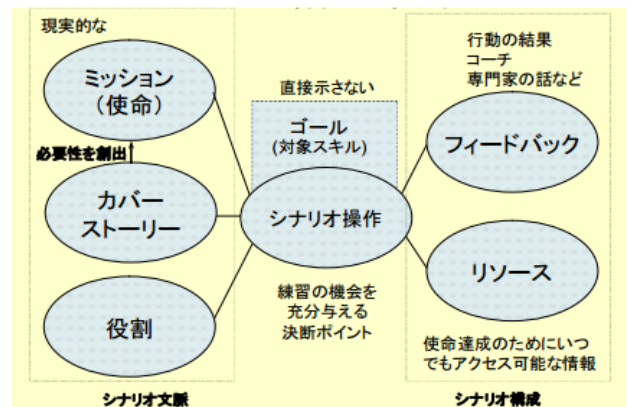 現実的な
ミッション
(使命)
必要性を創出
カバー
ストーリー
役割
シナリオ文脈
直接示さない
ゴール
(対象スキル)
シナリオ操作
練習の機会を
充分与える
決断ポイント
行動の結果
コーチ
専門家の話など
フィードバック
リソース
使命達成のためにいつ
でもアクセス可能な情報
シナリオ構成